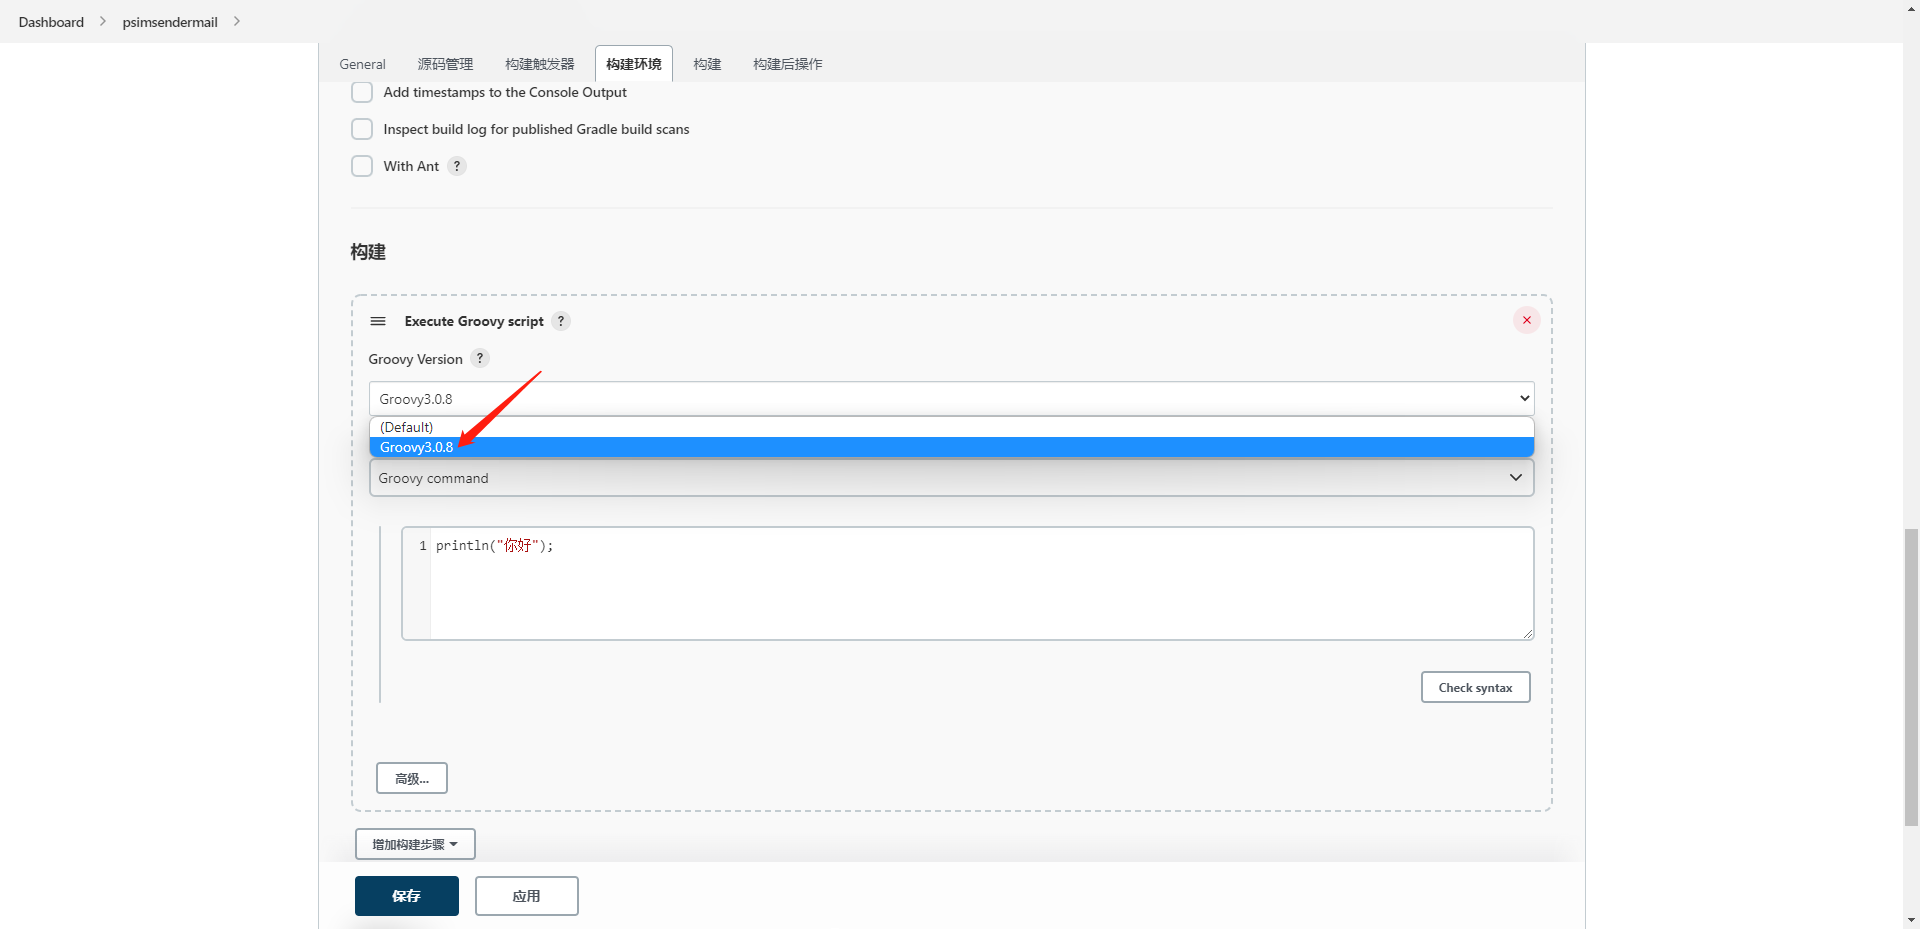 Dashboard
psimsendermail
General
源码管理
构建触发器
构建环境
构建
构建后操作
Add timestamps to the Console Output
Inspect build log for published Gradle build scans
With Ant ?
构建
Execute Groovy script ?
Groovy Version ?
Groovy3.0.8
(Default)
Groovy3.0.8
Groovy command
1 println("你好");
Check syntax
高级...
增加构建步骤
保存
应用